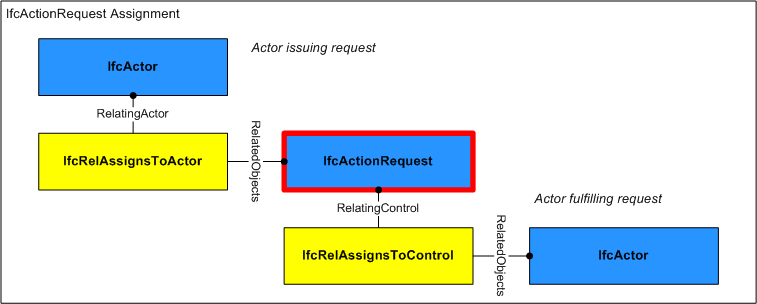 IfcActionRequest Assignment
Actor issuing request
IfcActor
RelatingActor
IfcRelAssignsToActor
RelatedObjects
IfcActionRequest
RelatingControl
Actor fulfilling request
IfcRelAssignsToControl
RelatedObjects
IfcActor